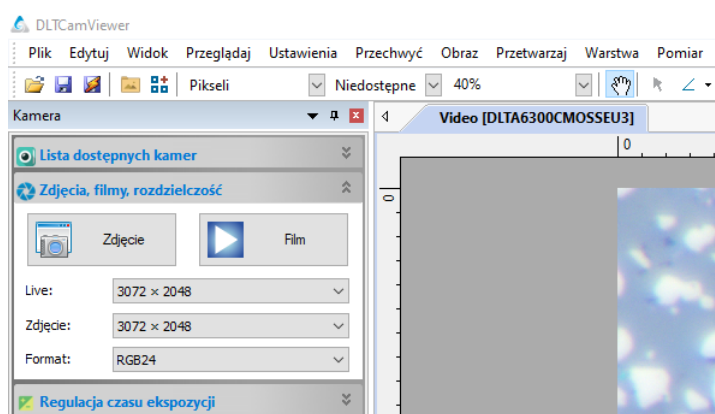 DLTCamViewer
Plik Edytuj Widok Przeglądaj Ustawienia Przechwyć Obraz Przetwarzaj Warstwa Pomiar
Pikseli Niedostępne 40%
Kamera
Video [DLTA6300CMOSSEU3]
Lista dostępnych kamer
0
Zdjęcia, filmy, rozdzielczość
0
Zdjęcie Film
Live: 3072 × 2048
Zdjęcie: 3072 × 2048
Format: RGB24
Regulacja czasu ekspozycji